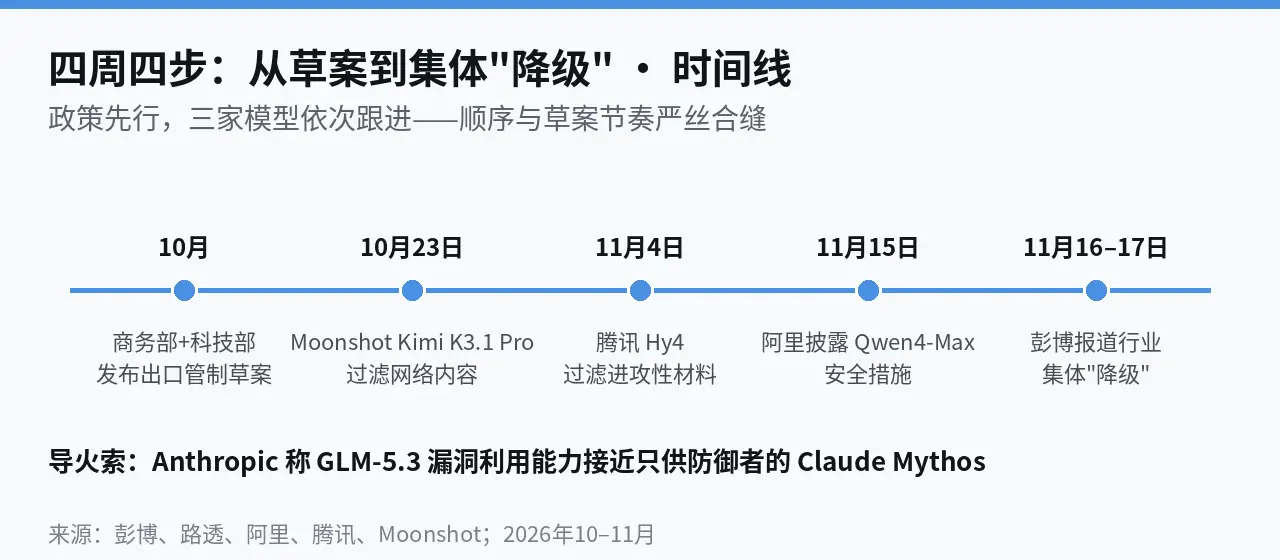 四周四步：从草案到集体"降级" · 时间线
政策先行，三家模型依次跟进——顺序与草案节奏严丝合缝
10月
10月23日
11月4日
11月15日
11月16–17日
商务部+科技部
发布出口管制草案
Moonshot Kimi K3.1 Pro
过滤网络内容
腾讯 Hy4
过滤进攻性材料
阿里披露 Qwen4-Max
安全措施
彭博报道行业
集体"降级"
导火索：Anthropic 称 GLM-5.3 漏洞利用能力接近只供防御者的 Claude Mythos
来源：彭博、路透、阿里、腾讯、Moonshot；2026年10–11月